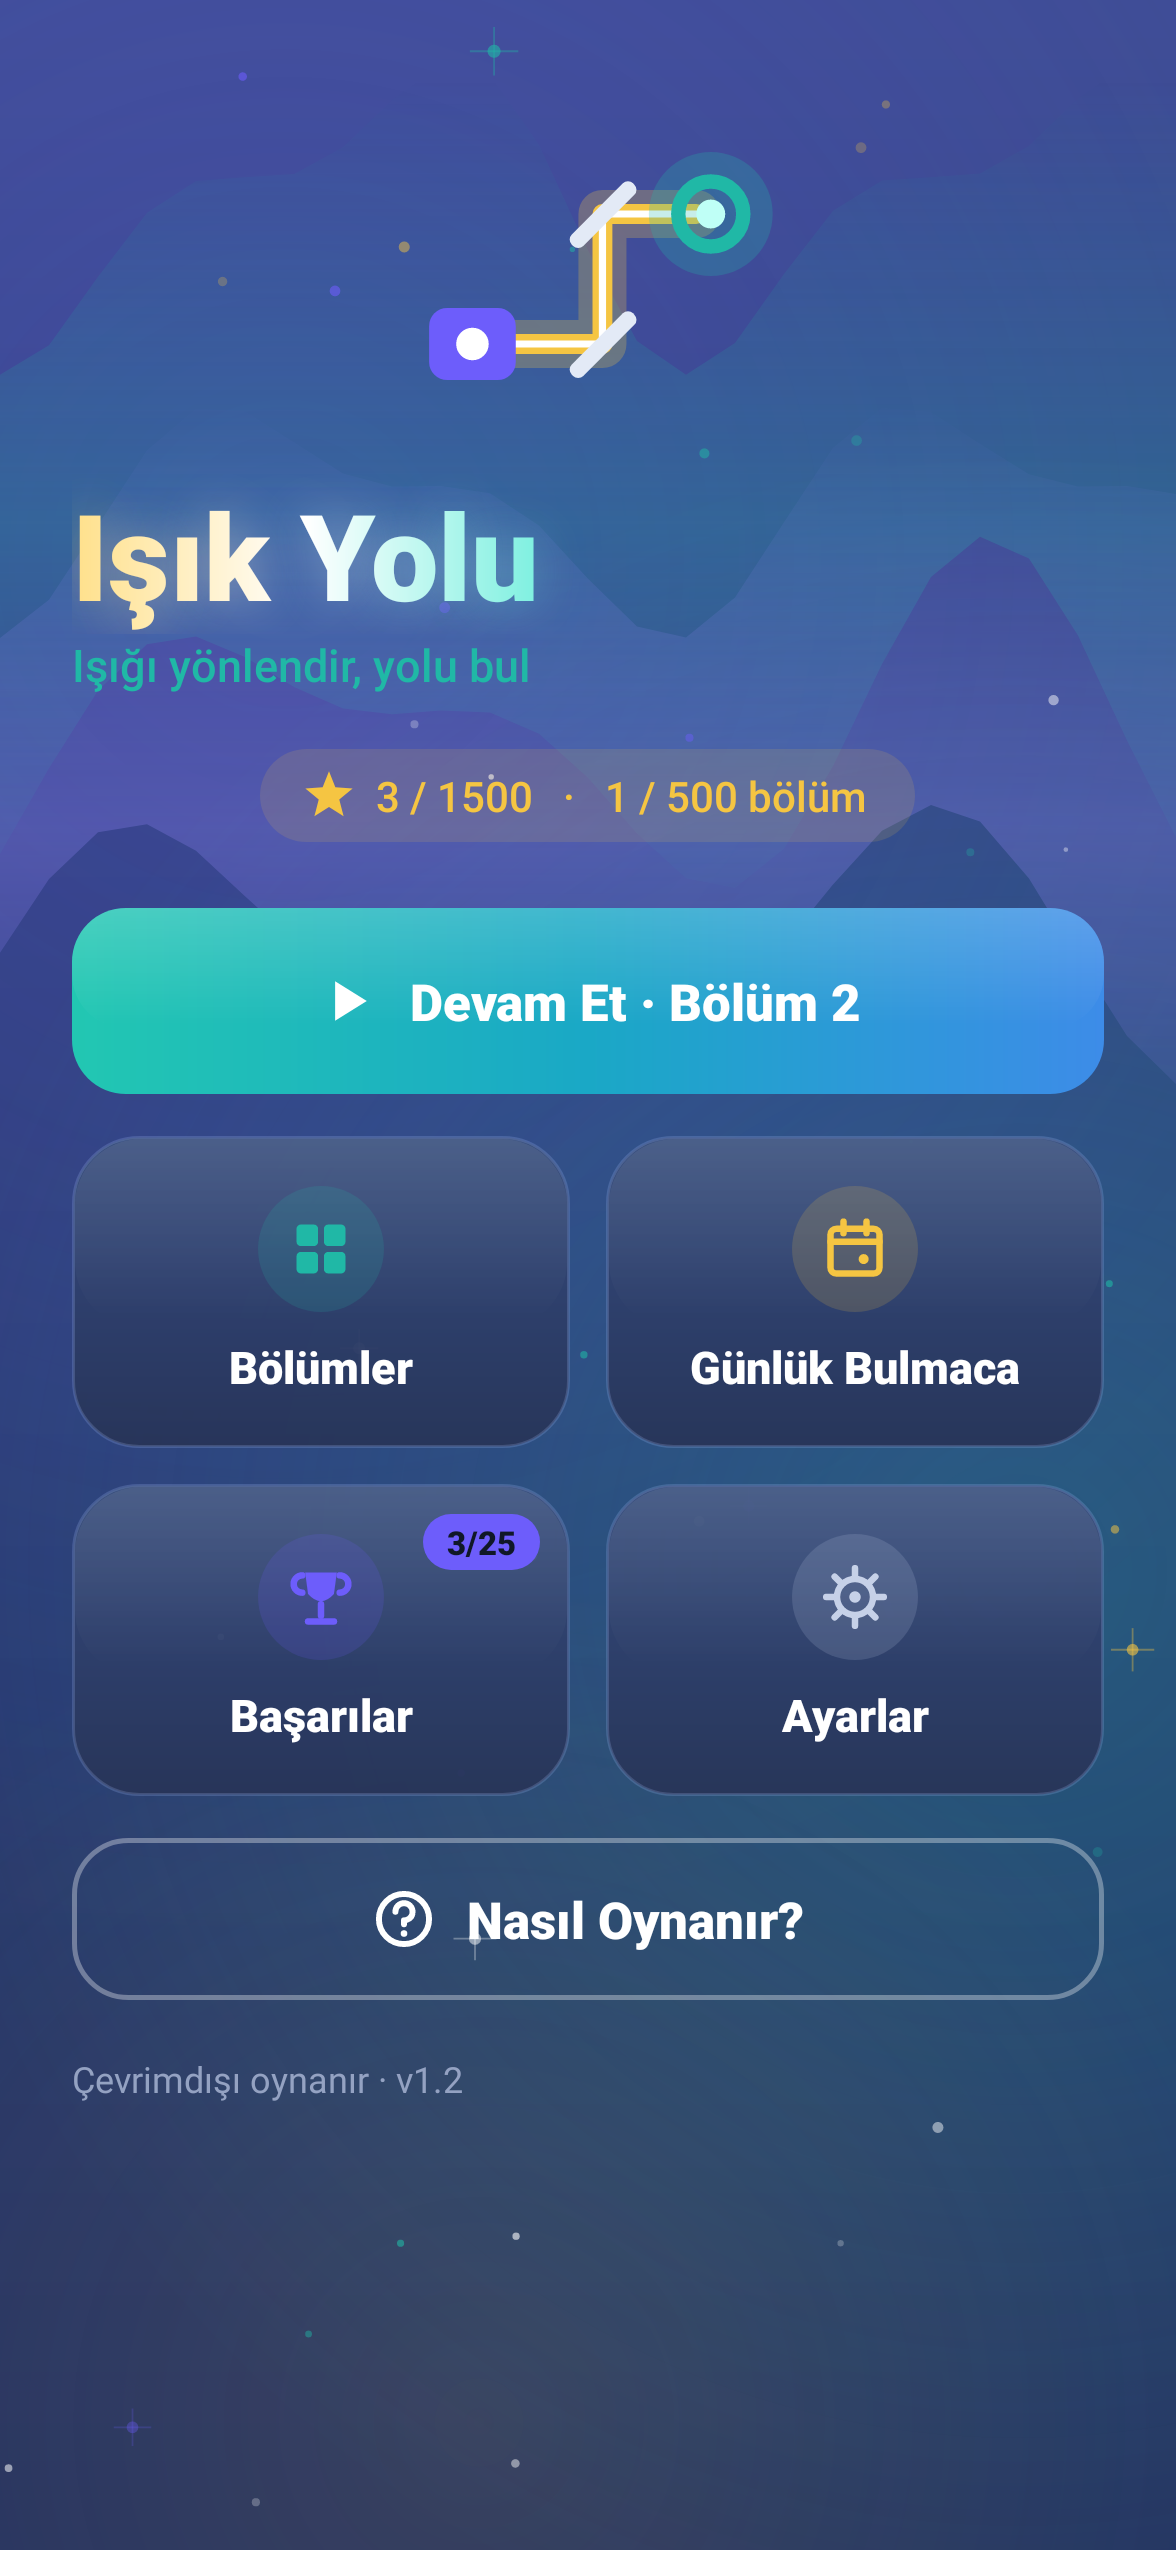 Işık Yolu
Işığı yönlendir, yolu bul
3 / 1500 · 1 / 500 bölüm
Devam Et · Bölüm 2
Bölümler
Günlük Bulmaca
3/25
Başarılar
Ayarlar
Nasıl Oynanır?
Çevrimdışı oynanır · v1.2